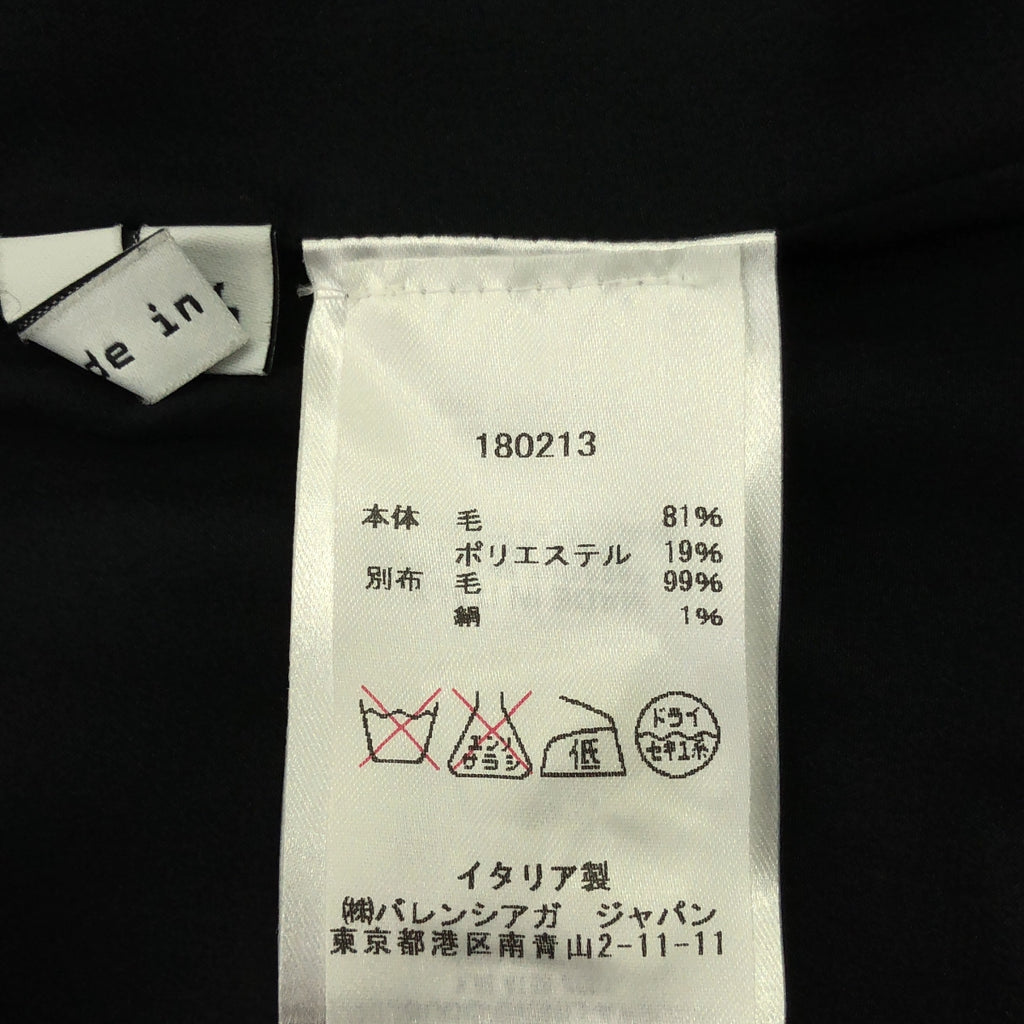 de in
180213
本体 毛 81%
ポリエステル 19%
別布 毛 99%
絹 1%
エンソ
サラシ
低
ドライ
セキユ系
イタリア製
㈱バレンシアガ ジャパン
東京都港区南青山2-11-11